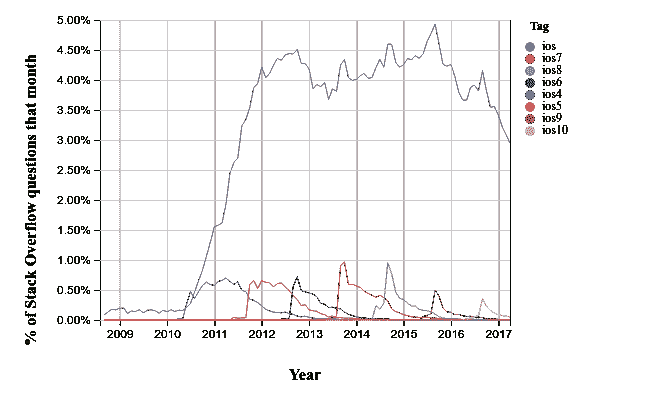 Tag
ios
ios7
ios8
ios6
ios4
ios5
ios9
ios10
% of Stack Overflow questions that month
5.00%
4.50%
4.00%
3.50%
3.00%
2.50%
2.00%
1.50%
1.00%
0.50%
0.00%
2009 2010 2011 2012 2013 2014 2015 2016 2017
Year